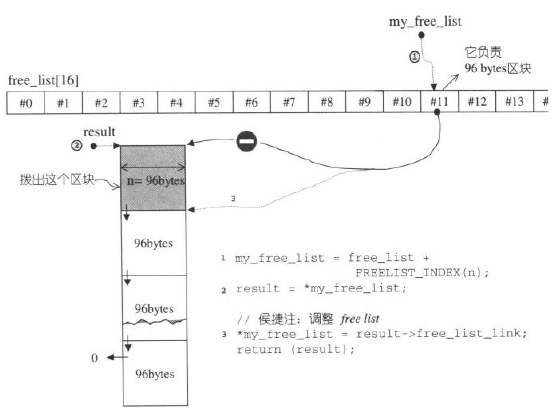 my_free_list
①
它负责
96 bytes区块
free_list[16]
#0 #1 #2 #3 #4 #5 #6 #7 #8 #9 #10 #11 #12 #13 #
result
②
拨出这个区块
n= 96bytes
3
96bytes
96bytes
0
96bytes
1 my_free_list = free_list +
FREELIST_INDEX(n);
2 result = *my_free_list;
// 侯捷注：调整 free list
3 *my_free_list = result->free_list_link;
return (result);